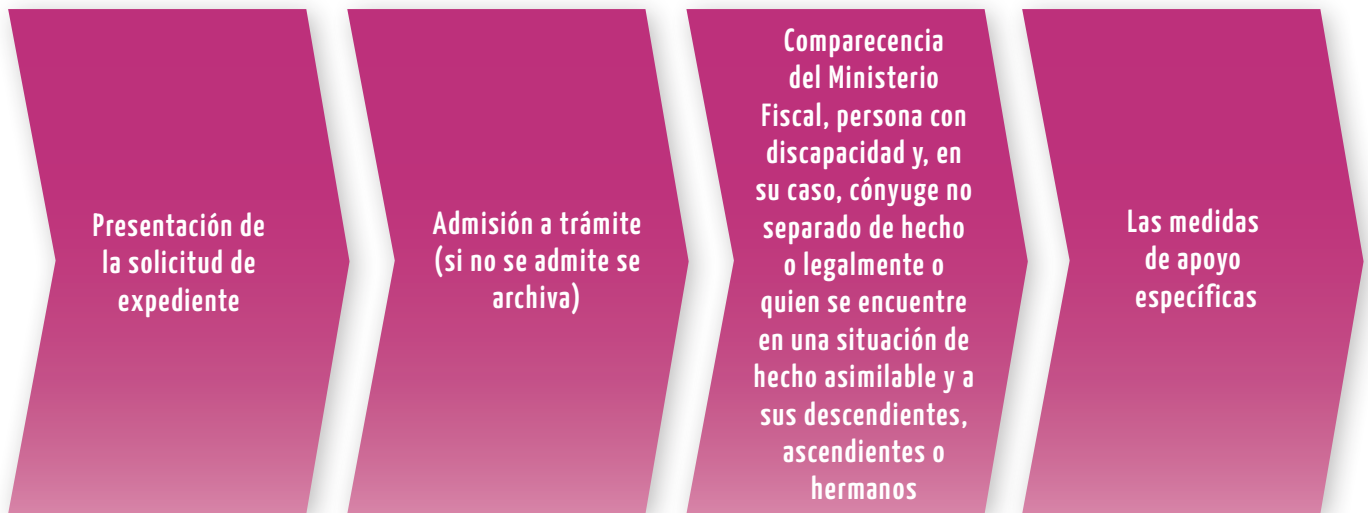 Presentación de
la solicitud de
expediente
Admisión a trámite
(si no se admite se
archiva)
Comparecencia
del Ministerio
Fiscal, persona con
discapacidad y, en
su caso, cónyuge no
separado de hecho
o legalmente o
quien se encuentre
en una situación de
hecho asimilable y a
sus descendientes,
ascendientes o
hermanos
Las medidas
de apoyo
específicas